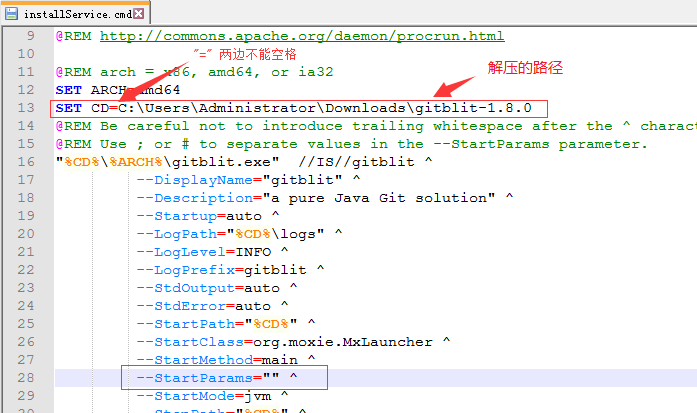 installService.cmd
9 @REM http://commons.apache.org/daemon/procrun.html
10
"=" 两边不能空格
解压的路径
11 @REM arch = x86, amd64, or ia32
12 SET ARCH=amd64
13 SET CD=C:\Users\Administrator\Downloads\gitblit-1.8.0
14 @REM Be careful not to introduce trailing whitespace after the ^ charact
15 @REM Use ; or # to separate values in the --StartParams parameter.
16 "%CD%\%ARCH%\gitblit.exe" //IS//gitblit ^
17 --DisplayName="gitblit" ^
18 --Description="a pure Java Git solution" ^
19 --Startup=auto ^
20 --LogPath="%CD%\logs" ^
21 --LogLevel=INFO ^
22 --LogPrefix=gitblit ^
23 --StdOutput=auto ^
24 --StdError=auto ^
25 --StartPath="%CD%" ^
26 --StartClass=org.moxie.MxLauncher ^
27 --StartMethod=main ^
28 --StartParams="" ^
29 --StartMode=jvm ^